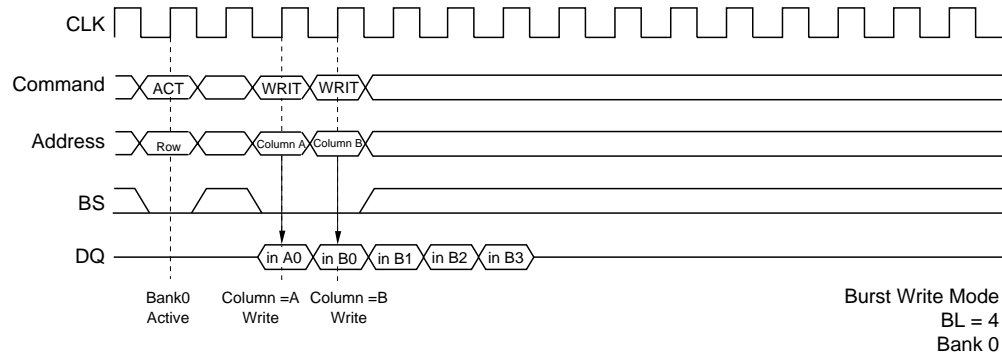 CLK
Command ACT WRIT WRIT
Address Row Column A Column B
BS
DQ in A0 in B0 in B1 in B2 in B3
Bank0 Column =A Column =B
Active Write Write
Burst Write Mode
BL = 4
Bank 0